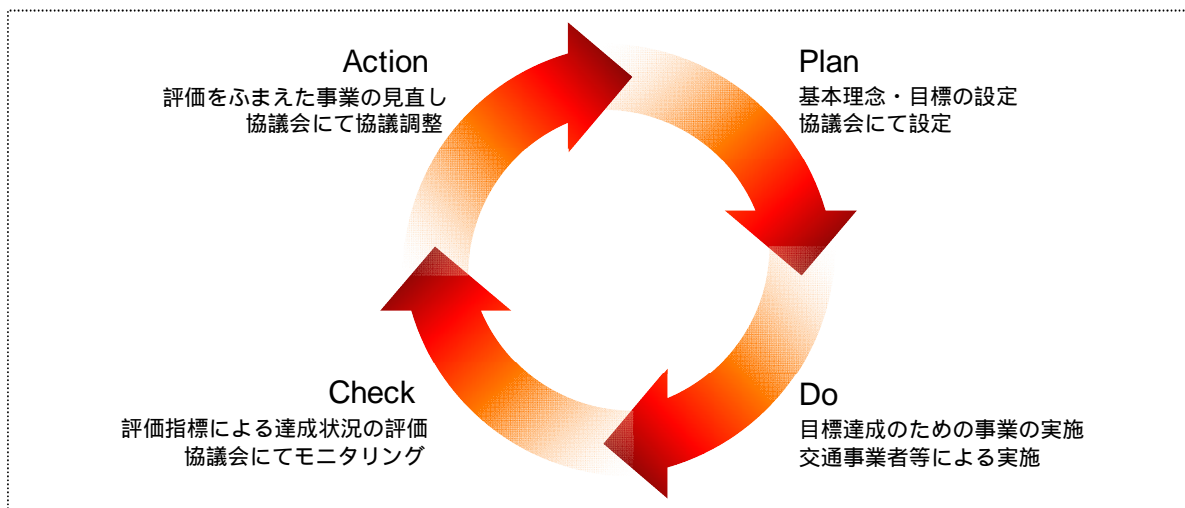 Action
評価をふまえた事業の見直し
協議会にて協議調整
Plan
基本理念・目標の設定
協議会にて設定
Check
評価指標による達成状況の評価
協議会にてモニタリング
Do
目標達成のための事業の実施
交通事業者等による実施